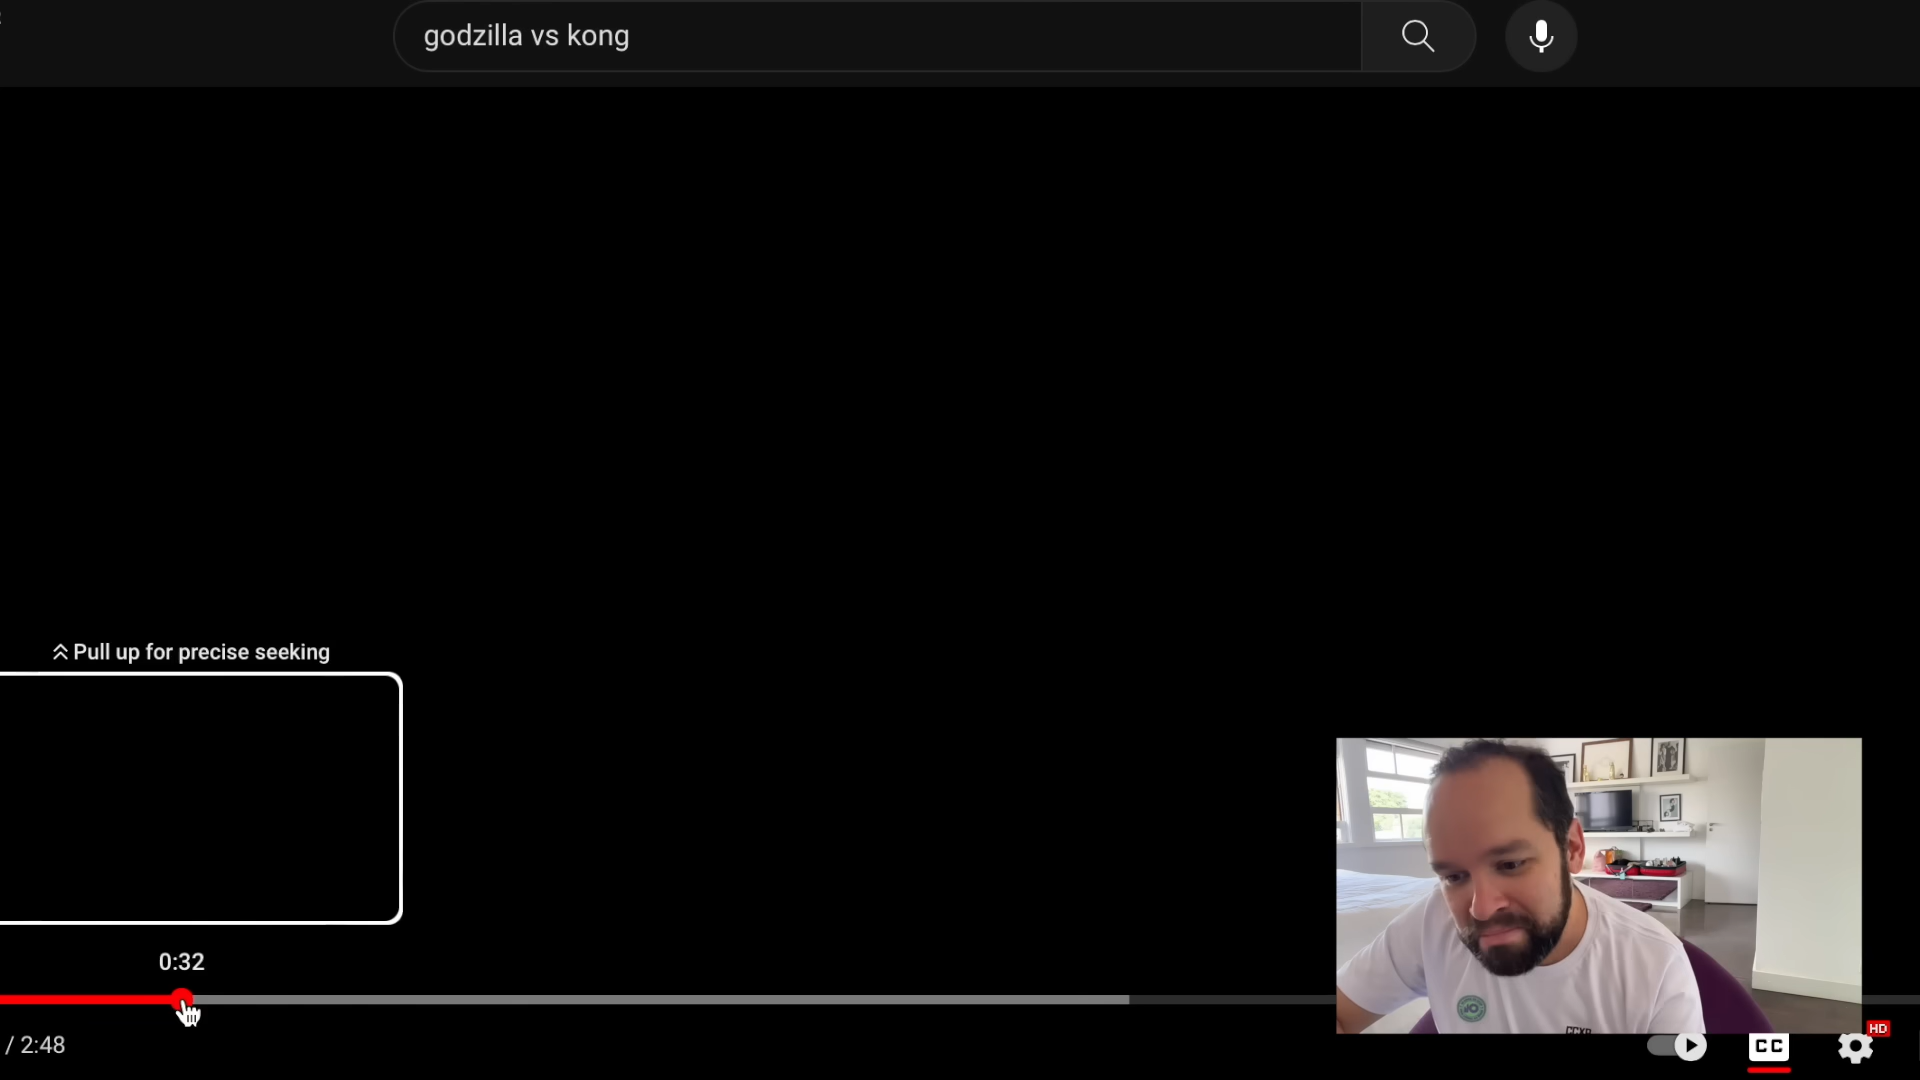 godzilla vs kong
Pull up for precise seeking
0:32
/ 2:48
CC
HD